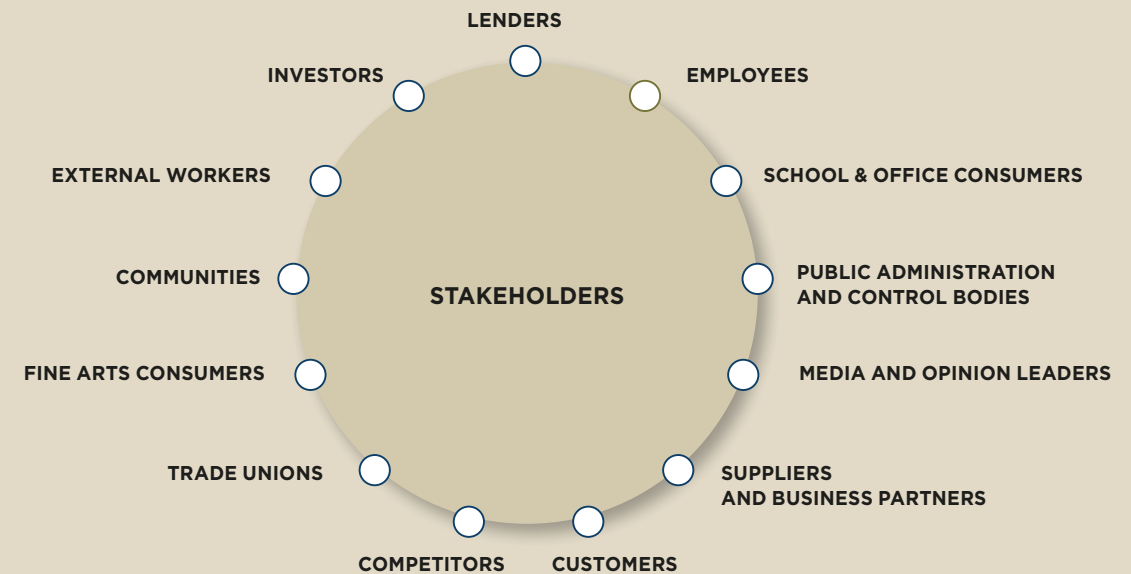 LENDERS
INVESTORS
EMPLOYEES
EXTERNAL WORKERS
SCHOOL & OFFICE CONSUMERS
COMMUNITIES
PUBLIC ADMINISTRATION
AND CONTROL BODIES
STAKEHOLDERS
FINE ARTS CONSUMERS
MEDIA AND OPINION LEADERS
TRADE UNIONS
SUPPLIERS
AND BUSINESS PARTNERS
COMPETITORS
CUSTOMERS